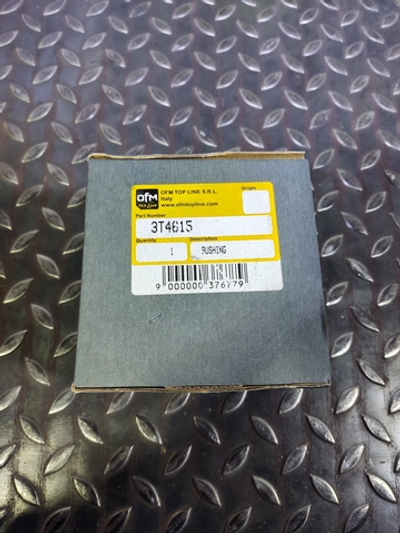 OFM TOP LINE S.R.L.
Origin
ofm
TOP LINE
Italy
www.ofmtopline.com
Part Number
3T4615
Quantity
Description
1
BUSHING
9 000000 376779